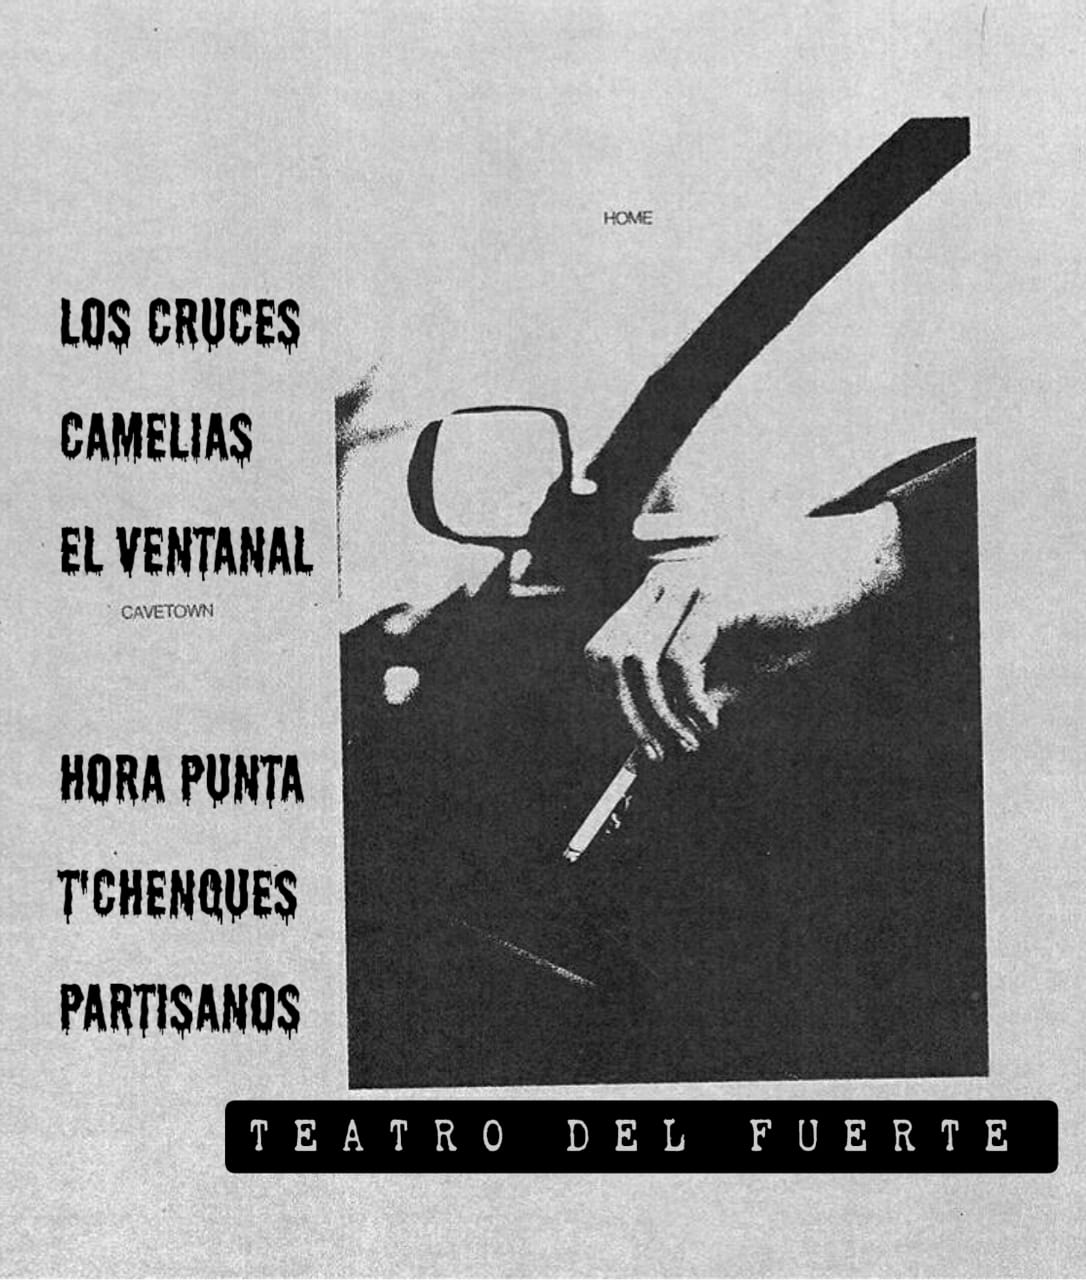 HOME
LOS CRUCES
CAMELIAS
EL VENTANAL
CAVETOWN
HORA PUNTA
T'CHENQUES
PARTISANOS
TEATRO DEL FUERTE